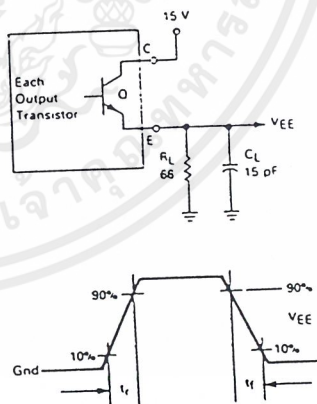 15 V
C
Each
Output
Transistor
Q
E
VEE
RL
66
CL
15 pF
90%
90%
VEE
10%
10%
Gnd
tr
tf